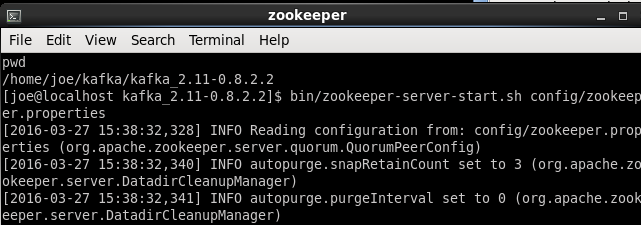 zookeeper
File Edit View Search Terminal Help
pwd
/home/joe/kafka/kafka_2.11-0.8.2.2
[joe@localhost kafka_2.11-0.8.2.2]$ bin/zookeeper-server-start.sh config/zookeep
er.properties
[2016-03-27 15:38:32,328] INFO Reading configuration from: config/zookeeper.prop
erties (org.apache.zookeeper.server.quorum.QuorumPeerConfig)
[2016-03-27 15:38:32,340] INFO autopurge.snapRetainCount set to 3 (org.apache.zo
okeeper.server.DatadirCleanupManager)
[2016-03-27 15:38:32,341] INFO autopurge.purgeInterval set to 0 (org.apache.zook
eeper.server.DatadirCleanupManager)